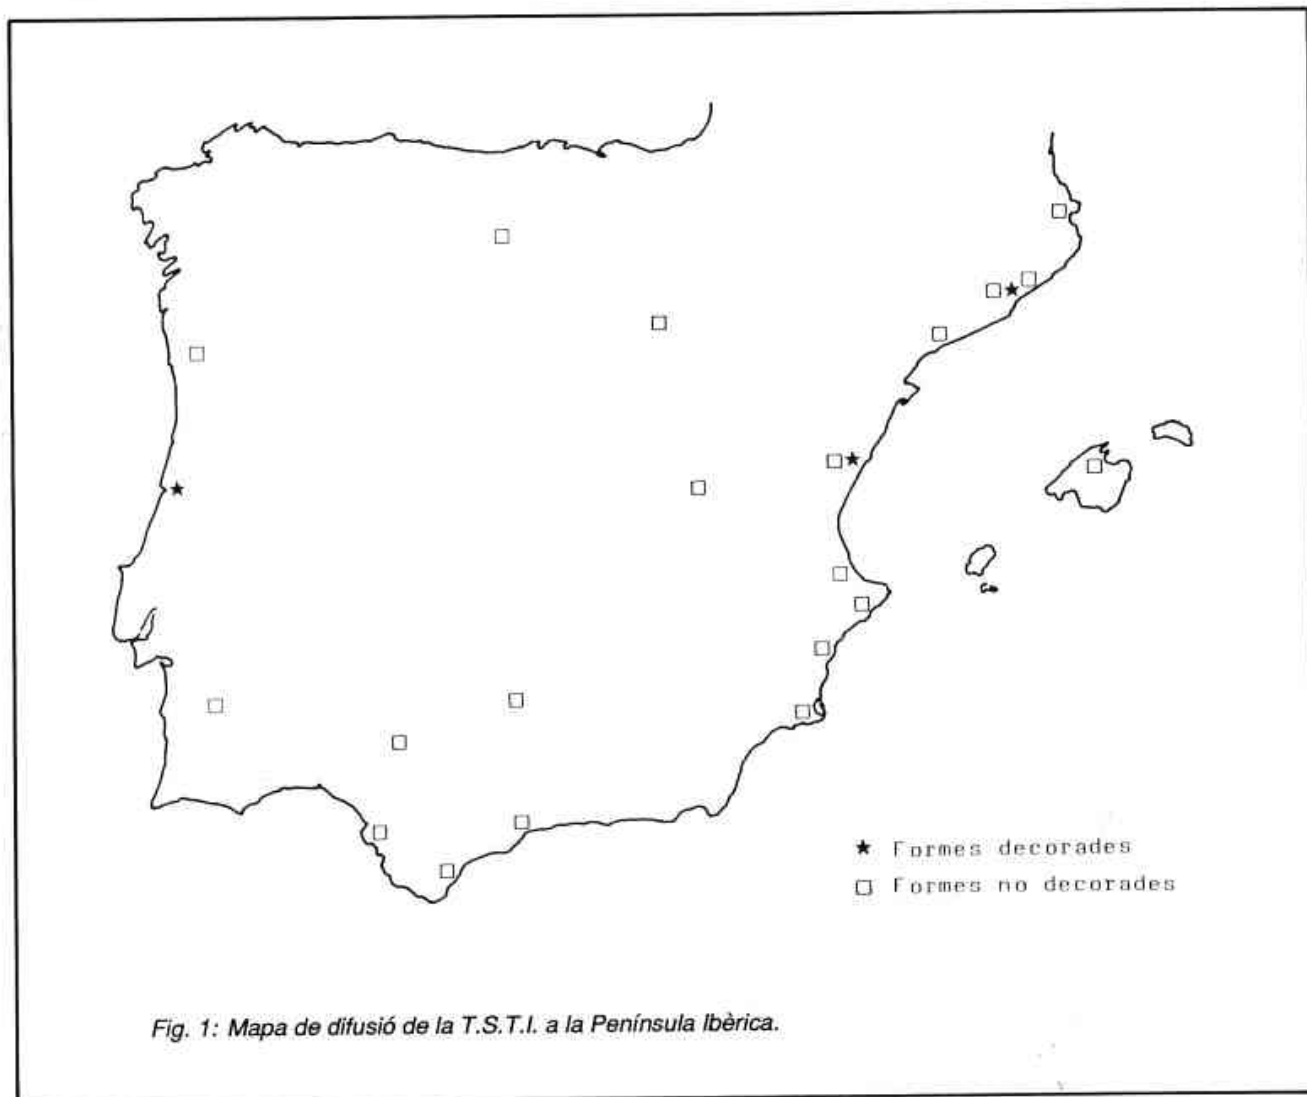 ★ Formes decorades
□ Formes no decorades
Fig. 1: Mapa de difusió de la T.S.T.I. a la Península Ibèrica.